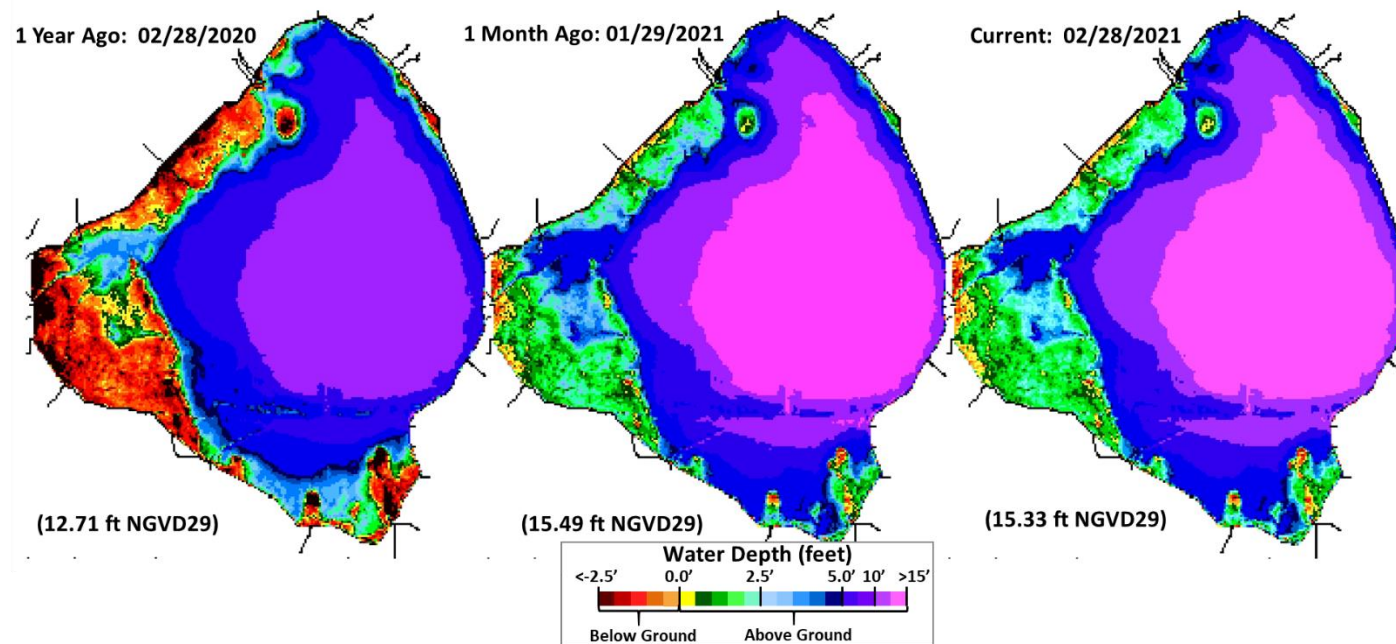 1 Year Ago: 02/28/2020
1 Month Ago: 01/29/2021
Current: 02/28/2021
(12.71 ft NGVD29)
(15.49 ft NGVD29)
(15.33 ft NGVD29)
Water Depth (feet)
<-2.5' 0.0' 2.5' 5.0' 10' >15'
Below Ground Above Ground